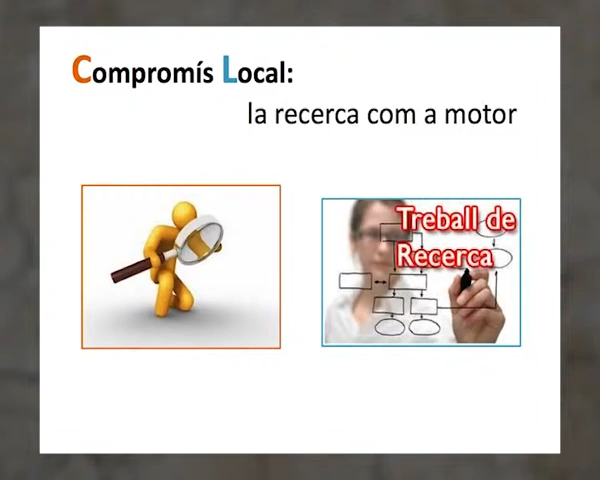 Compromís Local:
la recerca com a motor
Treball de
Recerca